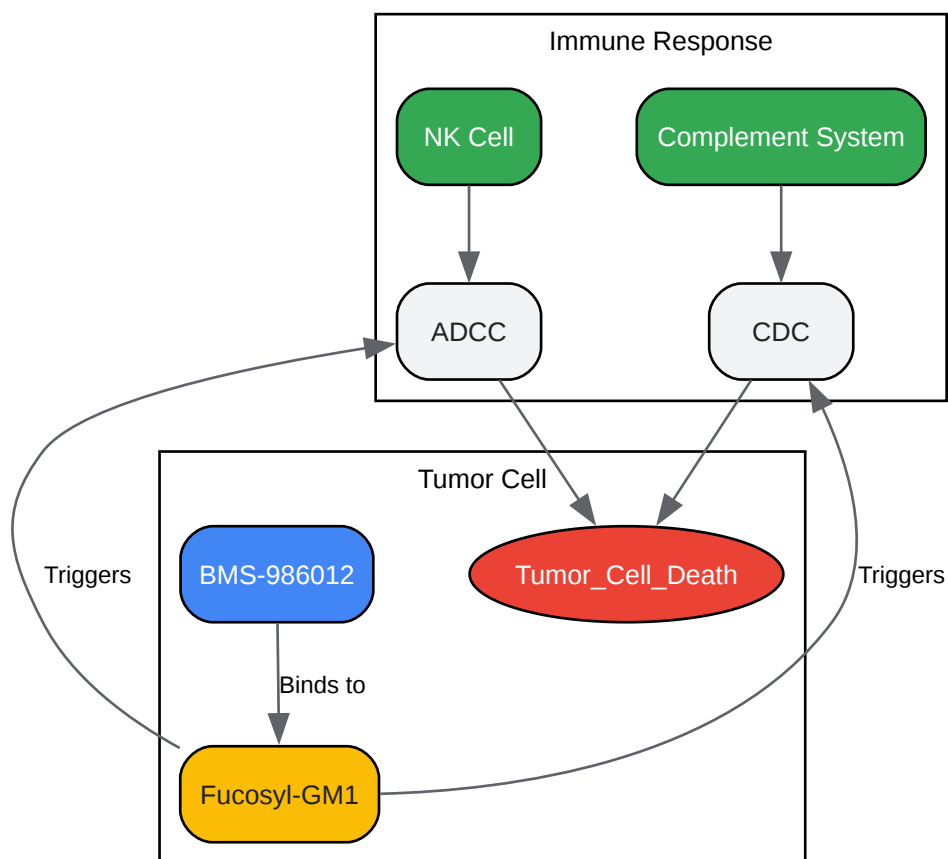 Immune Response
NK Cell
Complement System
ADCC
CDC
Tumor Cell
BMS-986012
Tumor_Cell_Death
Triggers
Triggers
Binds to
Fucosyl-GM1